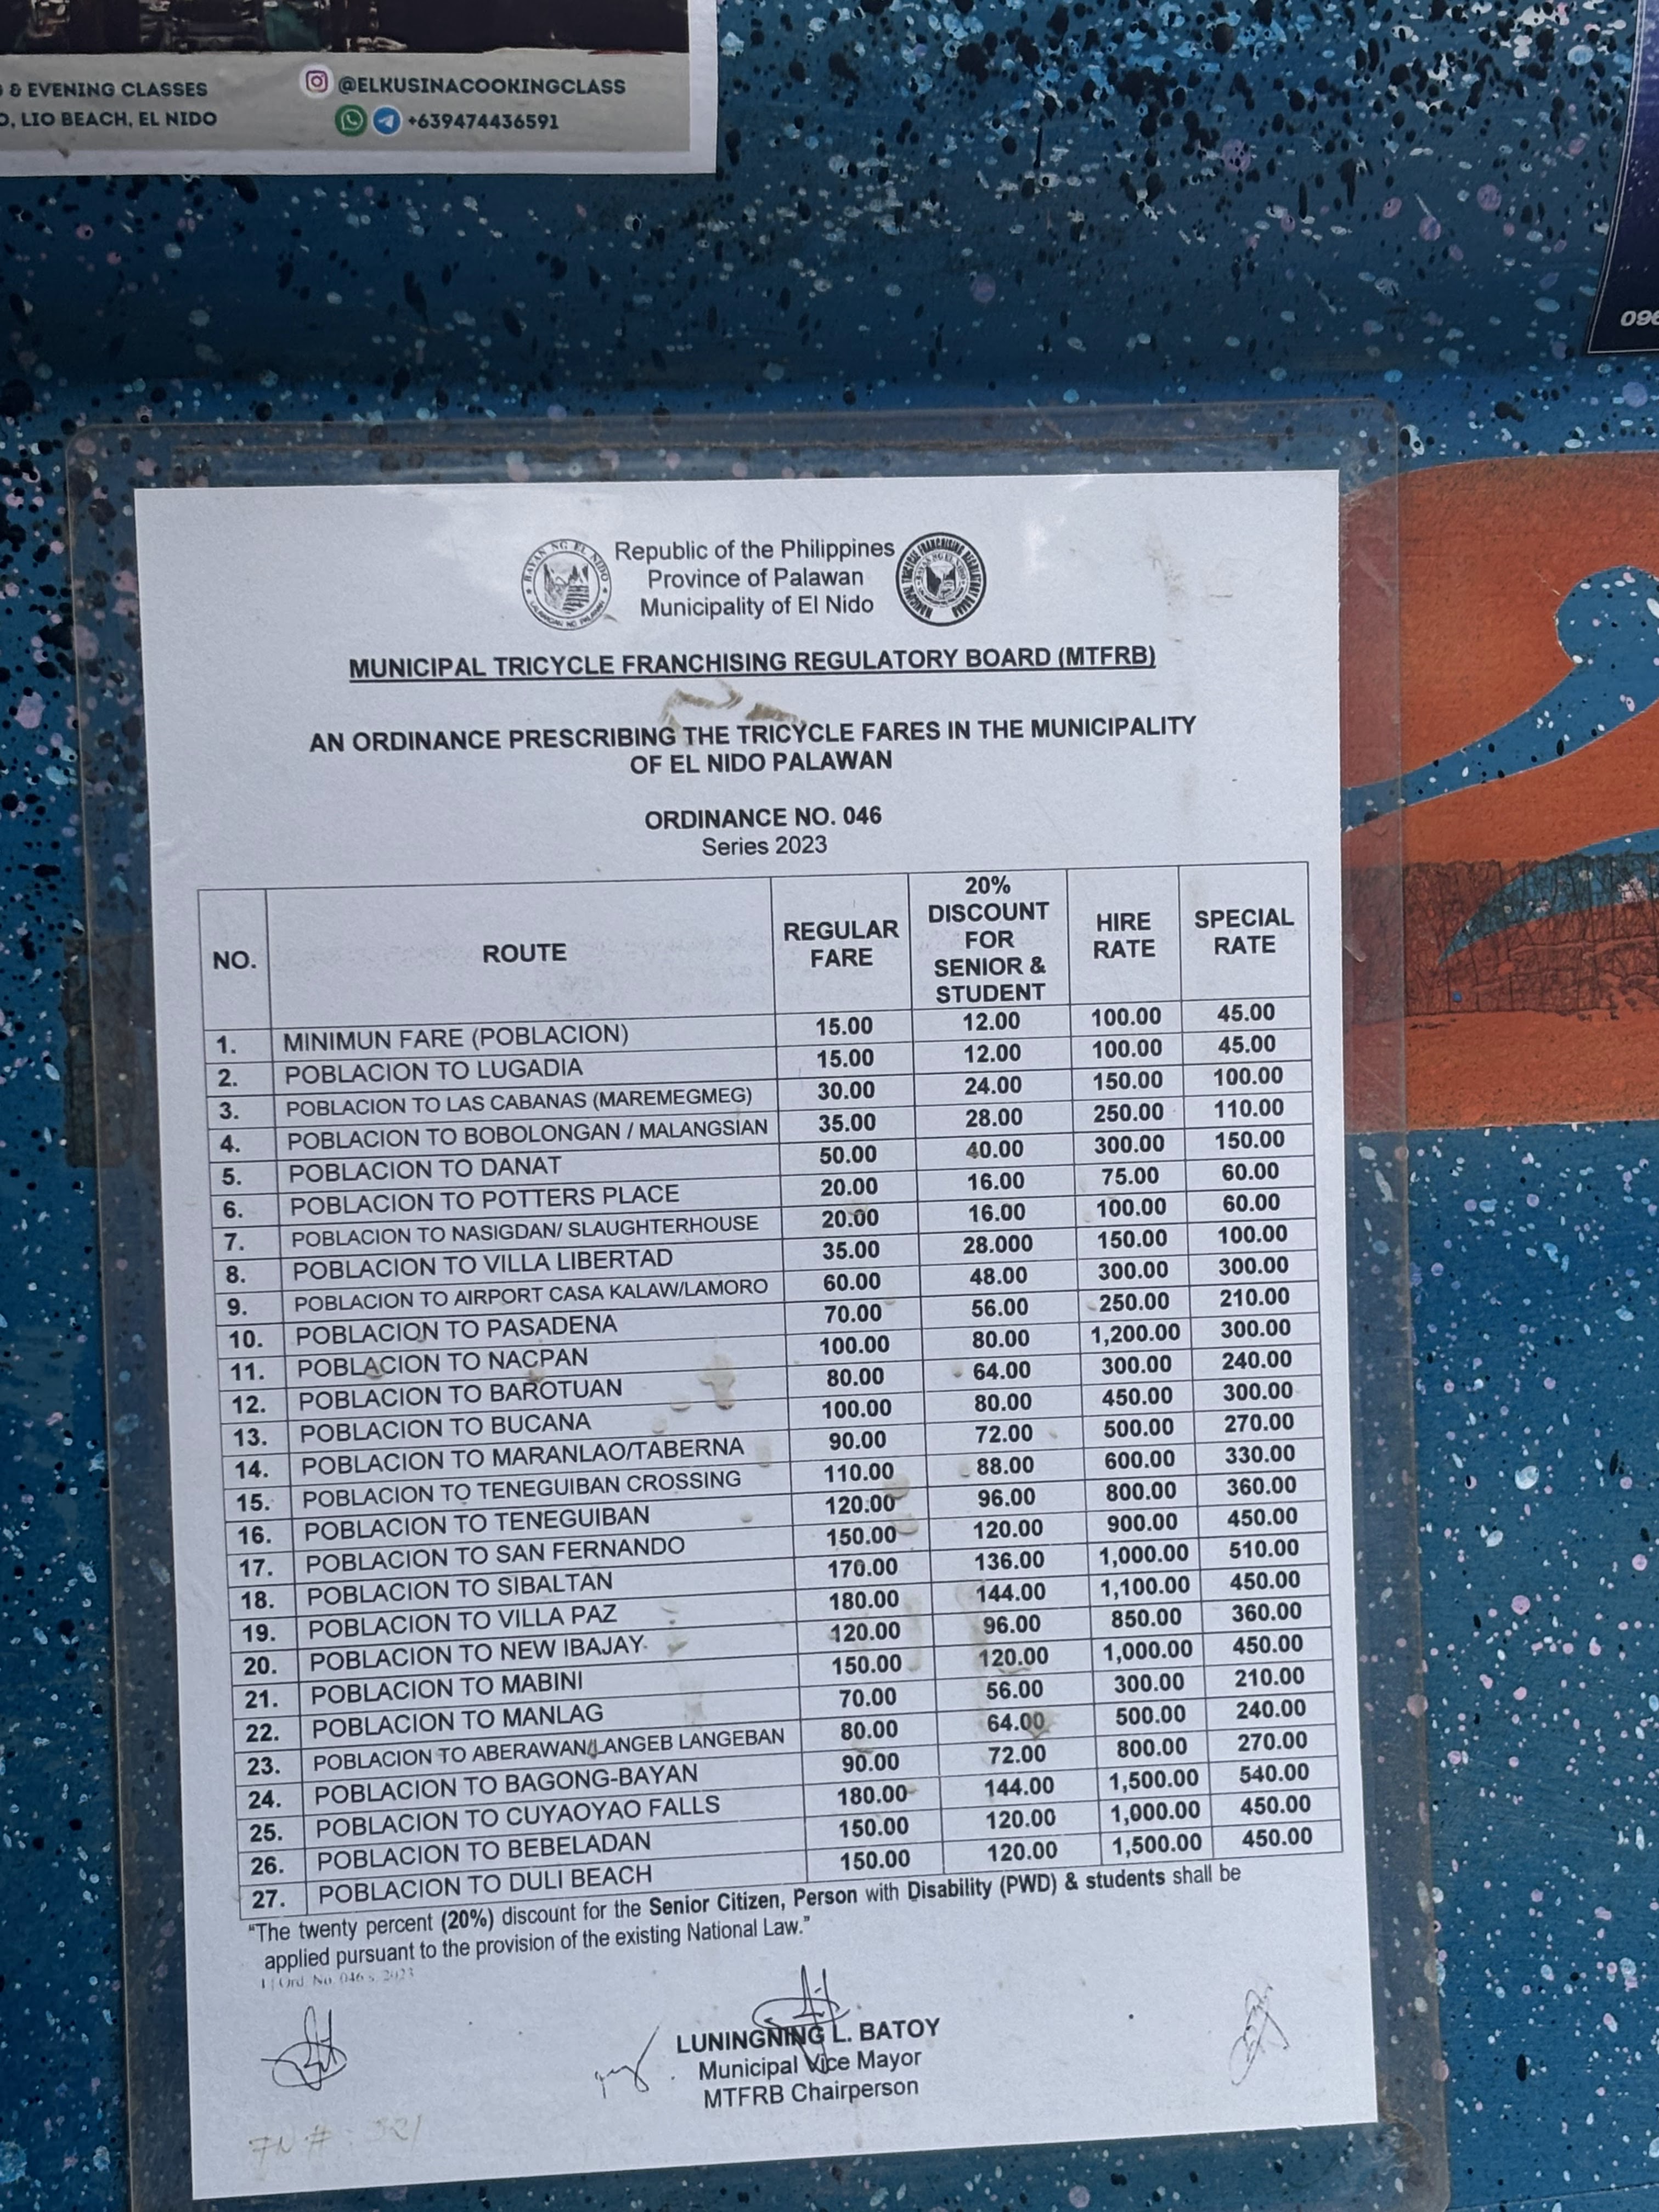 & EVENING CLASSES
@ELKUSINACOOKINGCLASS
O, LIO BEACH, EL NIDO
+639474436591
096
BAYAN NG EL NIDO
Republic of the Philippines
Province of Palawan
Municipality of El Nido
MUNICIPAL TRICYCLE FRANCHISING REGULATORY BOARD (MTFRB)
AN ORDINANCE PRESCRIBING THE TRICYCLE FARES IN THE MUNICIPALITY
OF EL NIDO PALAWAN
ORDINANCE NO. 046
Series 2023
NO. ROUTE REGULAR FARE 20% DISCOUNT FOR SENIOR & STUDENT HIRE RATE SPECIAL RATE
1. MINIMUN FARE (POBLACION) 15.00 12.00 100.00 45.00
2. POBLACION TO LUGADIA 15.00 12.00 100.00 45.00
3. POBLACION TO LAS CABANAS (MAREMEGMEG) 30.00 24.00 150.00 100.00
4. POBLACION TO BOBOLONGAN / MALANGSIAN 35.00 28.00 250.00 110.00
5. POBLACION TO DANAT 50.00 40.00 300.00 150.00
6. POBLACION TO POTTERS PLACE 20.00 16.00 75.00 60.00
7. POBLACION TO NASIGDAN/ SLAUGHTERHOUSE 20.00 16.00 100.00 60.00
8. POBLACION TO VILLA LIBERTAD 35.00 28.000 150.00 100.00
9. POBLACION TO AIRPORT CASA KALAW/LAMORO 60.00 48.00 300.00 300.00
10. POBLACION TO PASADENA 70.00 56.00 250.00 210.00
11. POBLACION TO NACPAN 100.00 80.00 1,200.00 300.00
12. POBLACION TO BAROTUAN 80.00 64.00 300.00 240.00
13. POBLACION TO BUCANA 100.00 80.00 450.00 300.00
14. POBLACION TO MARANLAO/TABERNA 90.00 72.00 500.00 270.00
15. POBLACION TO TENEGUIBAN CROSSING 110.00 88.00 600.00 330.00
16. POBLACION TO TENEGUIBAN 120.00 96.00 800.00 360.00
17. POBLACION TO SAN FERNANDO 150.00 120.00 900.00 450.00
18. POBLACION TO SIBALTAN 170.00 136.00 1,000.00 510.00
19. POBLACION TO VILLA PAZ 180.00 144.00 1,100.00 450.00
20. POBLACION TO NEW IBAJAY 120.00 96.00 850.00 360.00
21. POBLACION TO MABINI 150.00 120.00 1,000.00 450.00
22. POBLACION TO MANLAG 70.00 56.00 300.00 210.00
23. POBLACION TO ABERAWAN/LANGEB LANGEBAN 80.00 64.00 500.00 240.00
24. POBLACION TO BAGONG-BAYAN 90.00 72.00 800.00 270.00
25. POBLACION TO CUYAOYAO FALLS 180.00 144.00 1,500.00 540.00
26. POBLACION TO BEBELADAN 150.00 120.00 1,000.00 450.00
27. POBLACION TO DULI BEACH 150.00 120.00 1,500.00 450.00
"The twenty percent (20%) discount for the Senior Citizen, Person with Disability (PWD) & students shall be
applied pursuant to the provision of the existing National Law."
1 | Ord. No. 046 s. 2023
LUNINGNING L. BATOY
Municipal Vice Mayor
MTFRB Chairperson
FN # 321